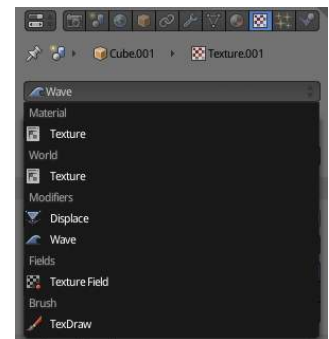 Cube.001 Texture.001
Wave
Material
Texture
World
Texture
Modifiers
Displace
Wave
Fields
Texture Field
Brush
TexDraw